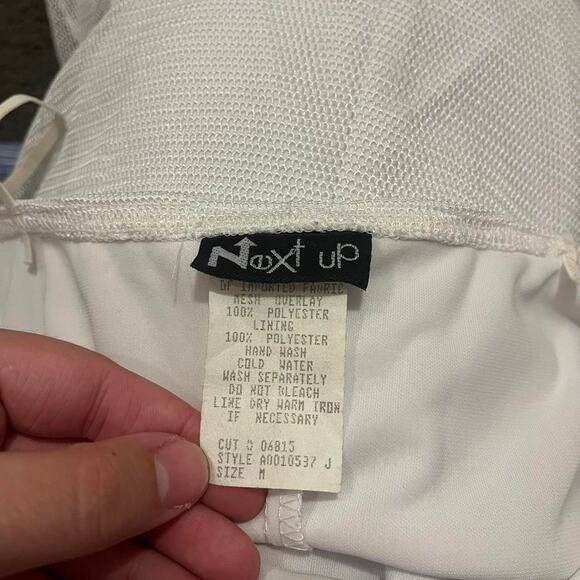 Next up
OF IMPORTED FABRIC
MESH OVERLAY
100% POLYESTER
LINING
100% POLYESTER
HAND WASH
COLD WATER
WASH SEPARATELY
DO NOT BLEACH
LINE DRY WARM IRON
IF NECESSARY
CUT # 06815
STYLE A0010537 J
SIZE M